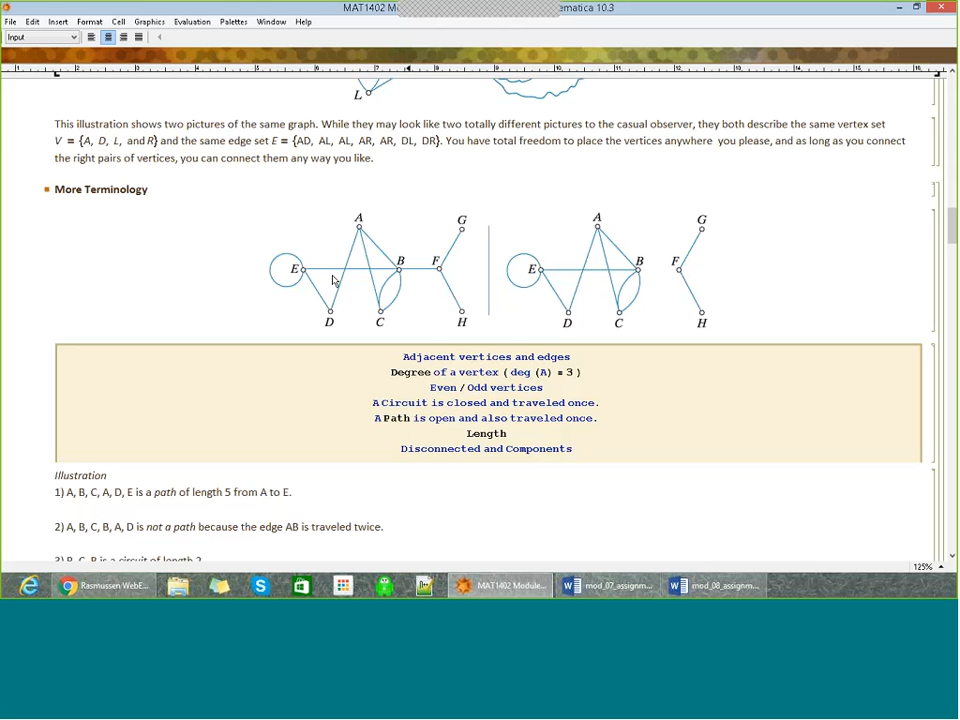 MAT1402 Mo
ematica 10.3
File Edit Insert Format Cell Graphics Evaluation Palettes Window Help
Input
L
This illustration shows two pictures of the same graph. While they may look like two totally different pictures to the casual observer, they both describe the same vertex set
V = {A, D, L, and R} and the same edge set E = {AD, AL, AL, AR, AR, DL, DR}. You have total freedom to place the vertices anywhere you please, and as long as you connect
the right pairs of vertices, you can connect them any way you like.
More Terminology
A G A G
E B F E B F
D C H D C H
Adjacent vertices and edges
Degree of a vertex ( deg (A) = 3 )
Even / Odd vertices
A Circuit is closed and traveled once.
A Path is open and also traveled once.
Length
Disconnected and Components
Illustration
1) A, B, C, A, D, E is a path of length 5 from A to E.
2) A, B, C, B, A, D is not a path because the edge AB is traveled twice.
3) B, C, B is a circuit of length 2
125%
Rasmussen WebE... MAT1402 Module... mod_07_assignm... mod_08_assignm...